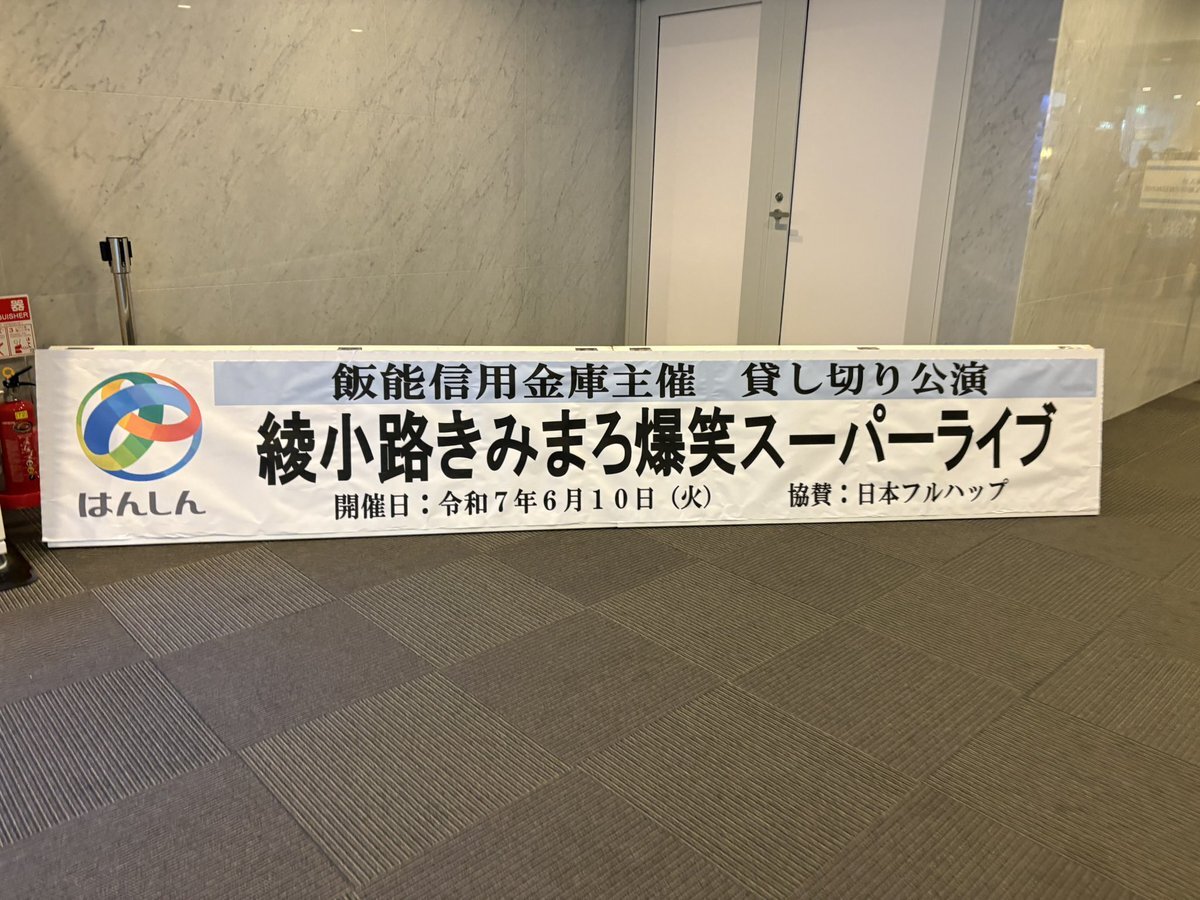 飯能信用金庫主催　貸し切り公演
綾小路きみまろ爆笑スーパーライブ
開催日：令和７年６月１０日（火）
協賛：日本フルハップ
はんしん
器
GUISHER